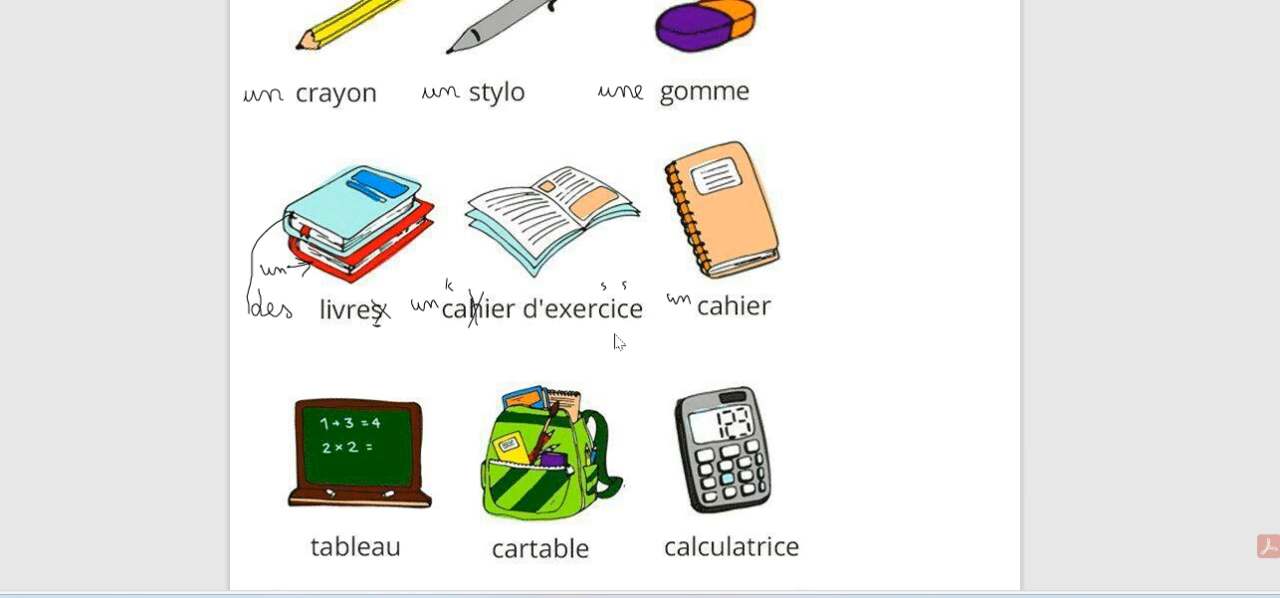 un crayon un stylo une gomme
un
k s s
des livres un cahier d'exercice un cahier
1+3=4
2×2=
123
tableau cartable calculatrice